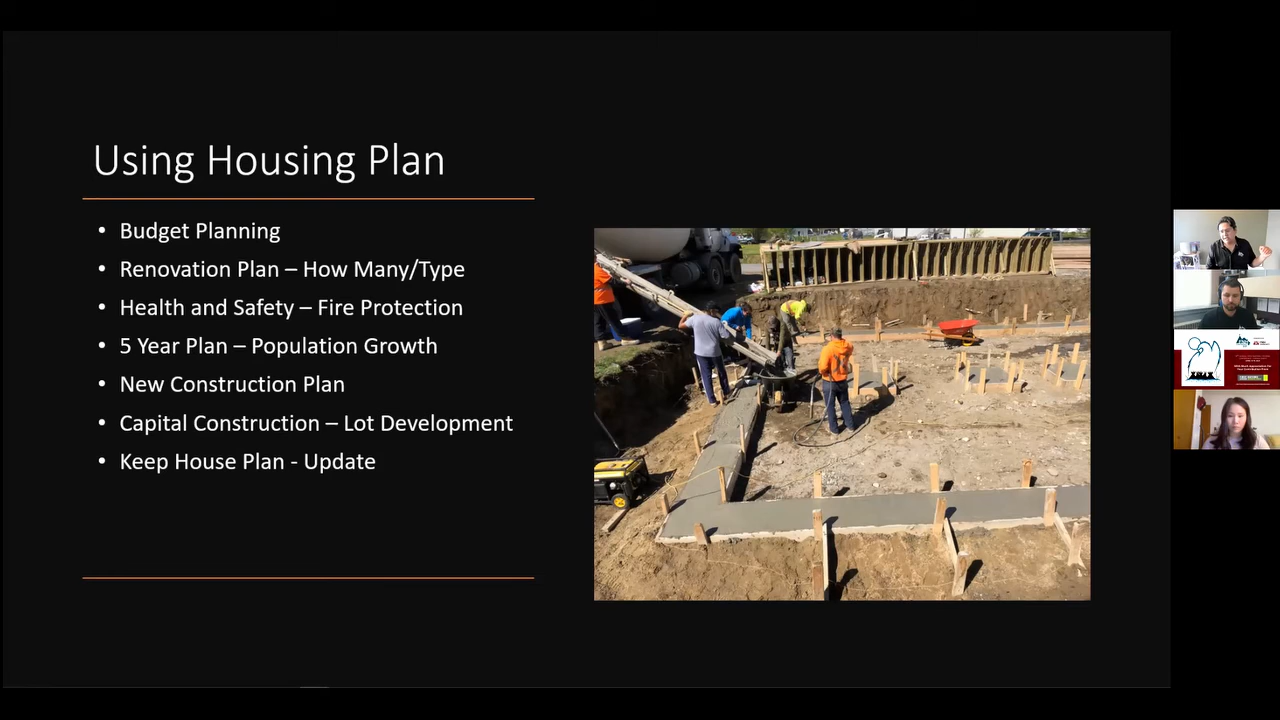 Using Housing Plan
• Budget Planning
• Renovation Plan – How Many/Type
• Health and Safety – Fire Protection
• 5 Year Plan – Population Growth
• New Construction Plan
• Capital Construction – Lot Development
• Keep House Plan - Update